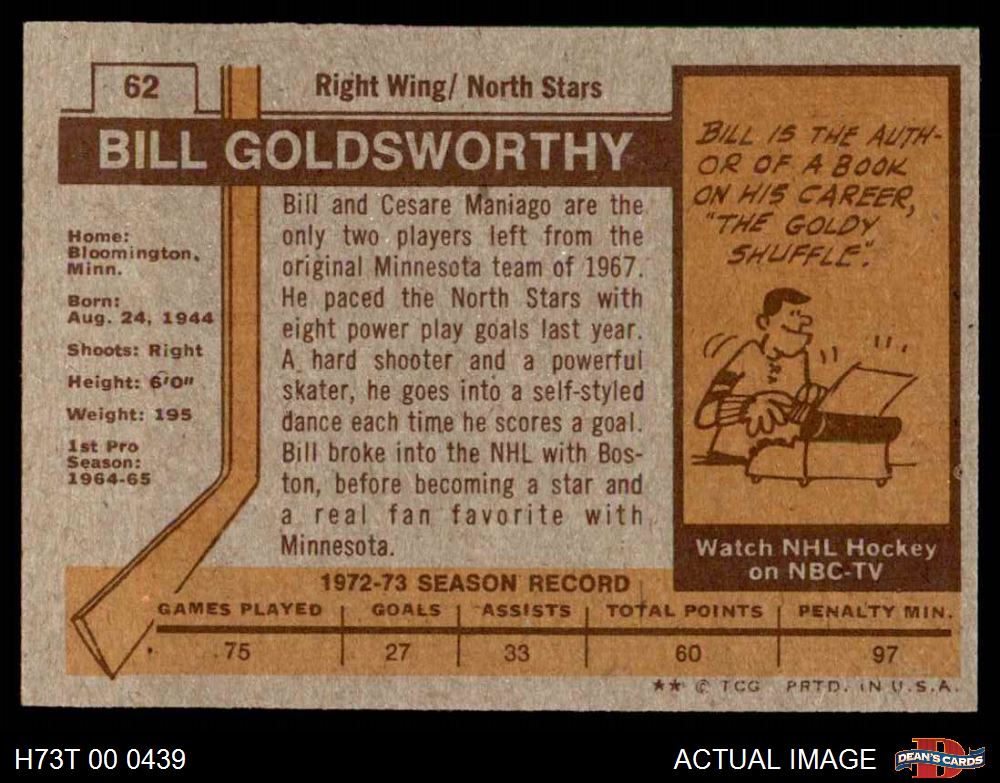 62
Right Wing/ North Stars
BILL GOLDSWORTHY
Home:
Bloomington,
Minn.
Born:
Aug. 24, 1944
Shoots: Right
Height: 6'0"
Weight: 195
1st Pro
Season:
1964-65
Bill and Cesare Maniago are the
only two players left from the
original Minnesota team of 1967.
He paced the North Stars with
eight power play goals last year.
A hard shooter and a powerful
skater, he goes into a self-styled
dance each time he scores a goal.
Bill broke into the NHL with Bos-
ton, before becoming a star and
a real fan favorite with
Minnesota.
BILL IS THE AUTH-
OR OF A BOOK
ON HIS CAREER,
"THE GOLDY
SHUFFLE".
Watch NHL Hockey
on NBC-TV
1972-73 SEASON RECORD
GAMES PLAYED GOALS ASSISTS TOTAL POINTS PENALTY MIN.
75 27 33 60 97
** © TCG PRTD. IN U.S.A.
H73T 00 0439 ACTUAL IMAGE D DEAN'S CARDS